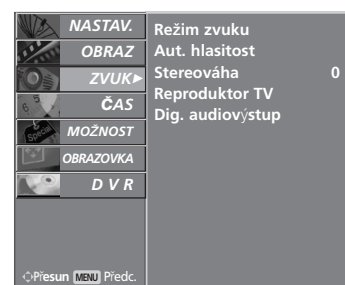 NASTAV.
OBRAZ
ZVUK
ČAS
MOŽNOST
OBRAZOVKA
D V R
Režim zvuku
Aut. hlasitost
Stereováha 0
Reproduktor TV
Dig. audiovýstup
Special
Přesun MENU Předc.